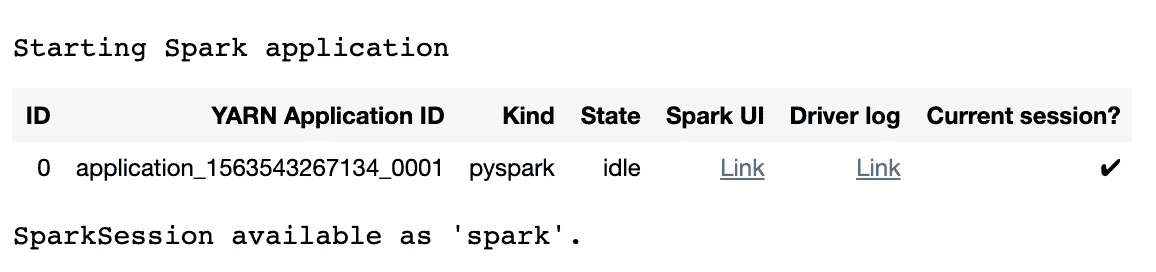 Starting Spark application
ID YARN Application ID Kind State Spark UI Driver log Current session?
0 application_1563543267134_0001 pyspark idle Link Link ✔
SparkSession available as 'spark'.